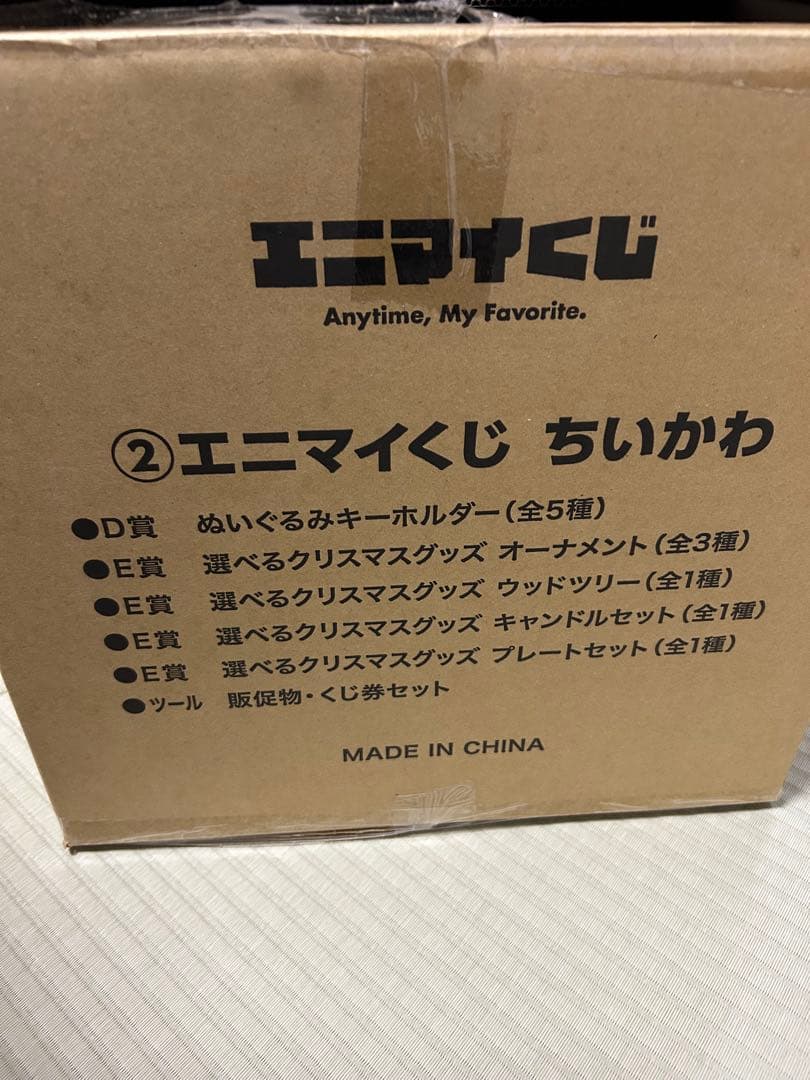 エニマイくじ
Anytime, My Favorite.
②エニマイくじ ちいかわ
●D賞 ぬいぐるみキーホルダー(全5種)
●E賞 選べるクリスマスグッズ オーナメント(全3種)
●E賞 選べるクリスマスグッズ ウッドツリー(全1種)
●E賞 選べるクリスマスグッズ キャンドルセット(全1種)
●E賞 選べるクリスマスグッズ プレートセット(全1種)
●ツール 販促物・くじ券セット
MADE IN CHINA